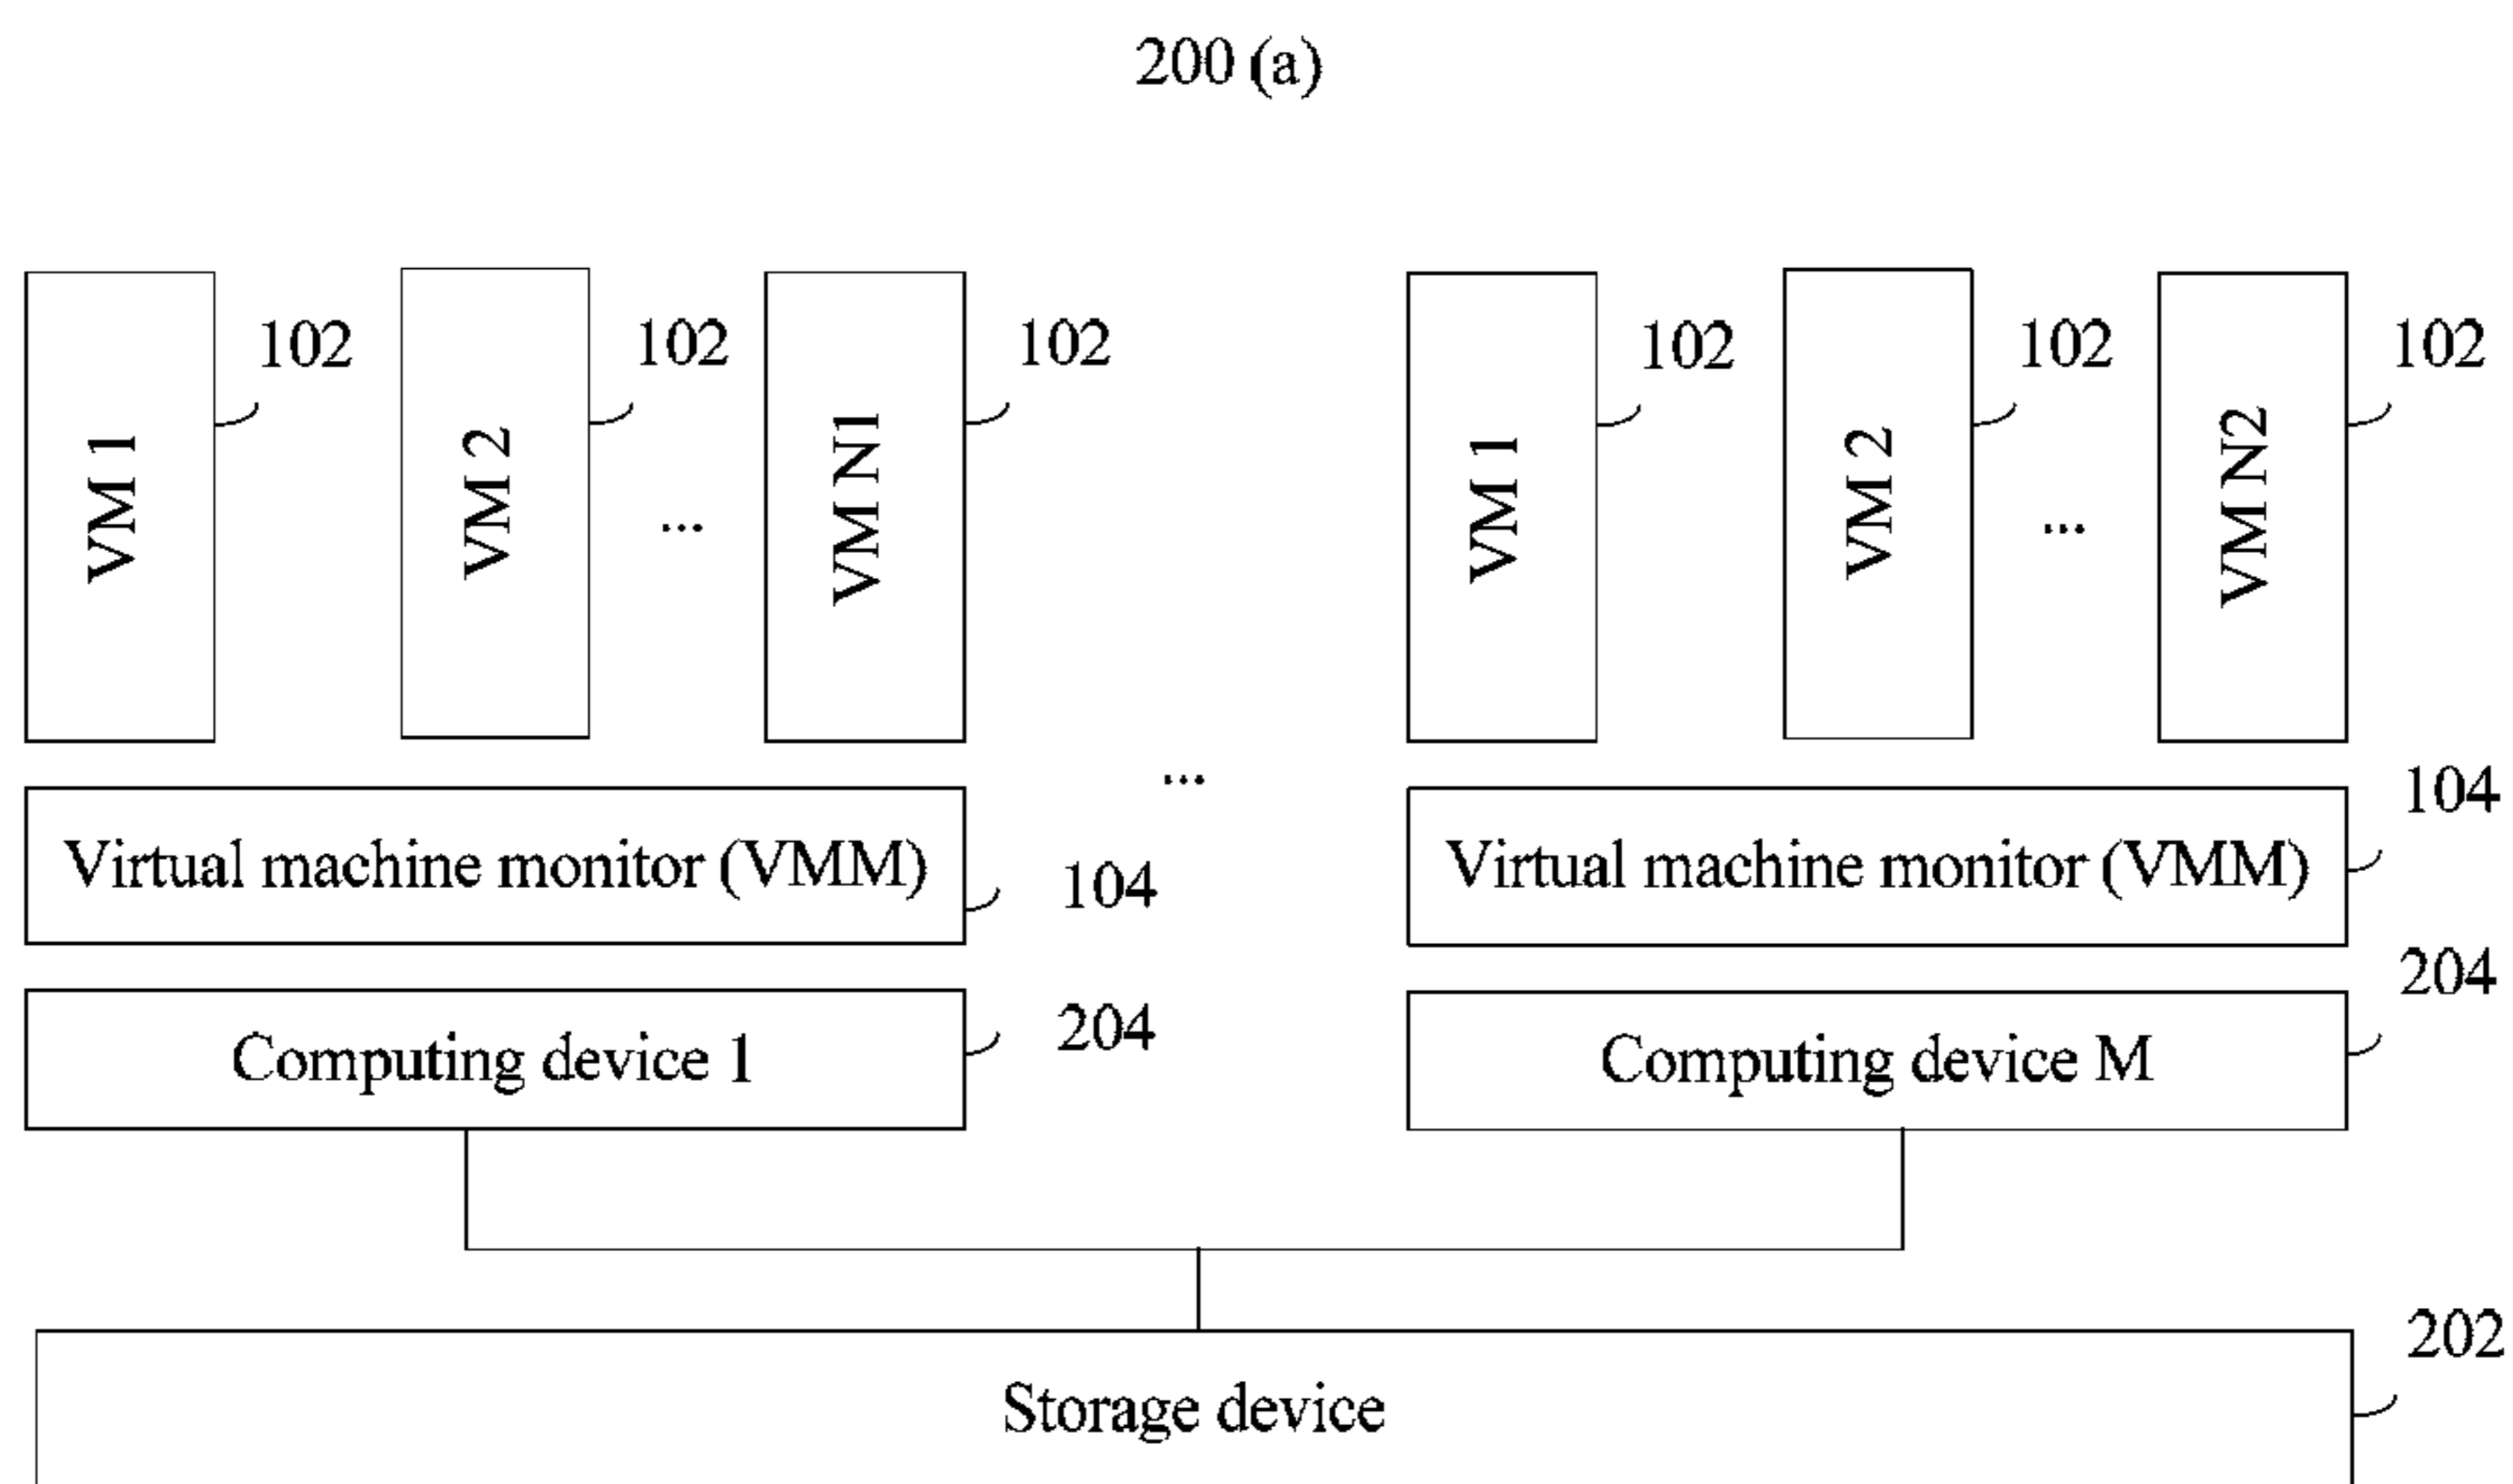 200 (a)
102
102
102
102
102
102
VM 1
VM 2
...
VM N1
VM 1
VM 2
...
VM N2
...
104
Virtual machine monitor (VMM)
104
Virtual machine monitor (VMM)
204
Computing device 1
204
Computing device M
202
Storage device